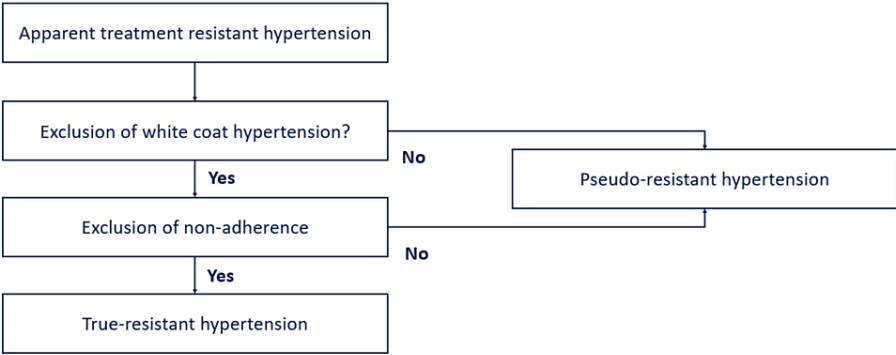 Apparent treatment resistant hypertension
Exclusion of white coat hypertension?
No
Pseudo-resistant hypertension
Yes
Exclusion of non-adherence
No
Yes
True-resistant hypertension